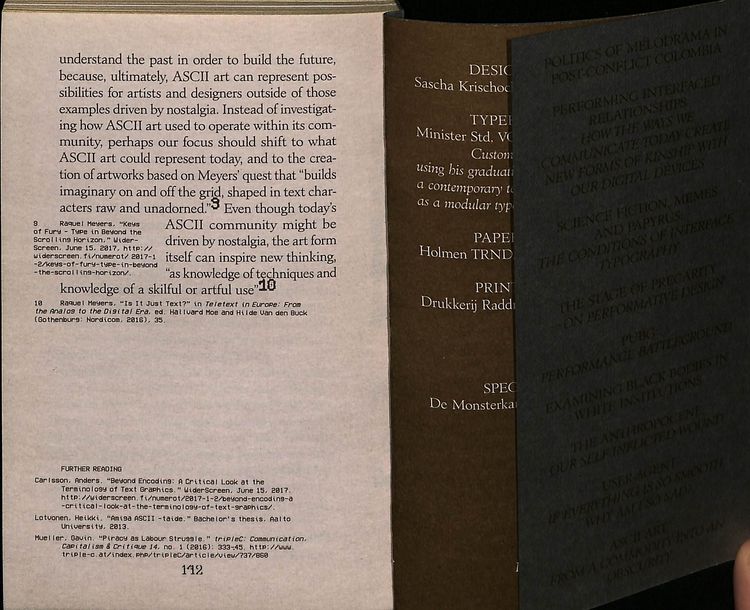 understand the past in order to build the future,
because, ultimately, ASCII art can represent pos-
sibilities for artists and designers outside of those
examples driven by nostalgia. Instead of investigat-
ing how ASCII art used to operate within its com-
munity, perhaps our focus should shift to what
ASCII art could represent today, and to the crea-
tion of artworks based on Meyers' quest that "builds
imaginary on and off the grid, shaped in text char-
acters raw and unadorned."9 Even though today's
ASCII community might be
driven by nostalgia, the art form
itself can inspire new thinking,
"as knowledge of techniques and
knowledge of a skilful or artful use"10
9 Raquel Meyers, "Keys
of Fury – Type in Beyond the
Scrolling Horizon," Wider-
Screen, June 15, 2017, http://
widerscreen.fi/numerot/2017-1
-2/keys-of-fury-type-in-beyond
-the-scrolling-horizon/.
10 Raquel Meyers, "Is It Just Text?" in Teletext in Europe: From
the Analog to the Digital Era, ed. Hallvard Moe and Hilde Van den Buck
(Gothenburg: Nordicom, 2016), 35.
FURTHER READING
Carlsson, Anders. "Beyond Encoding: A Critical Look at the
Terminology of Text Graphics." WiderScreen, June 15, 2017.
http://widerscreen.fi/numerot/2017-1-2/beyond-encoding-a
-critical-look-at-the-terminology-of-text-graphics/.
Lotvonen, Heikki. "Amiga ASCII -taide." Bachelor's thesis, Aalto
University, 2013.
Mueller, Gavin. "Piracy as Labour Struggle." tripleC: Communication,
Capitalism & Critique 14, no. 1 (2016): 333–45. http://www.
triple-c.at/index.php/tripleC/article/view/737/860
142
DESIG
Sascha Krischoc
TYPE
Minister Std, VC
Custom
using his graduat
a contemporary t
as a modular typ
PAPE
Holmen TRND
PRIN
Drukkerij Raddr
SPEC
De Monsterka
POLITICS OF MELODRAMA IN
POST-CONFLICT COLOMBIA
PERFORMING INTERFACED
RELATIONSHIPS
HOW THE WAYS WE
COMMUNICATE TODAY CREATE
NEW FORMS OF KINSHIP WITH
OUR DIGITAL DEVICES
SCIENCE FICTION, MEMES
AND PAPYRUS:
THE CONDITIONS OF INTERFACE
TYPOGRAPHY
THE STAGE OF PRECARITY
ON PERFORMATIVE DESIGN
PUBG
PERFORMANCE BATTLEGROUND
EXAMINING BLACK BODIES IN
WHITE INSTITUTIONS
THE ANTHROPOCENE
OUR SELF-INFLICTED WOUND
USER AGENT
IF EVERYTHING IS SO SMOOTH
WHY AM I SO SAD
ASCII ART
FROM A COMMUNITY INTO AN
OBSCURITY